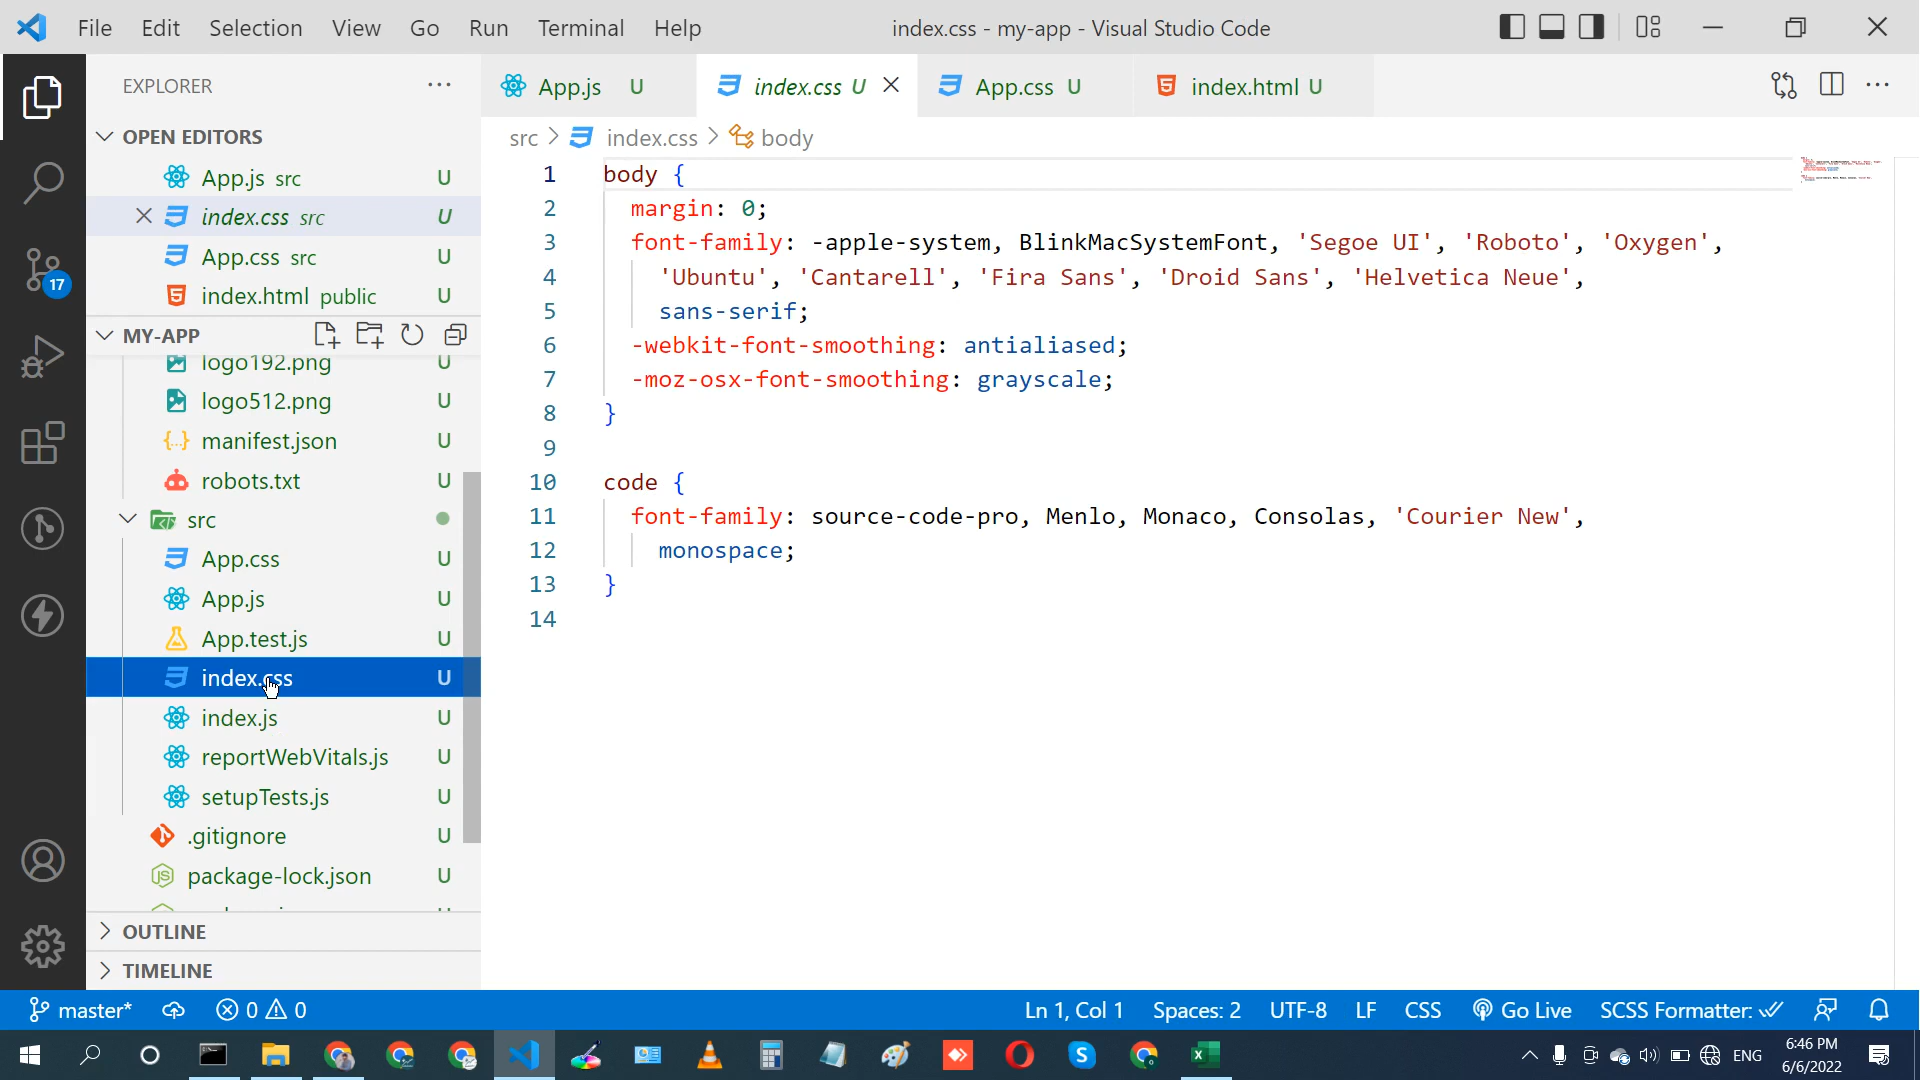 File Edit Selection View Go Run Terminal Help
index.css - my-app - Visual Studio Code
EXPLORER
OPEN EDITORS
App.js src U
index.css src U
App.css src U
index.html public U
MY-APP
logo192.png U
logo512.png U
manifest.json U
robots.txt U
src
App.css U
App.js U
App.test.js U
index.css U
index.js U
reportWebVitals.js U
setupTests.js U
.gitignore U
package-lock.json U
OUTLINE
TIMELINE
17
App.js U
index.css U
App.css U
index.html U
src > index.css > body
1 body {
2 margin: 0;
3 font-family: -apple-system, BlinkMacSystemFont, 'Segoe UI', 'Roboto', 'Oxygen',
4 'Ubuntu', 'Cantarell', 'Fira Sans', 'Droid Sans', 'Helvetica Neue',
5 sans-serif;
6 -webkit-font-smoothing: antialiased;
7 -moz-osx-font-smoothing: grayscale;
8 }
9
10 code {
11 font-family: source-code-pro, Menlo, Monaco, Consolas, 'Courier New',
12 monospace;
13 }
14
master* 0 0
Ln 1, Col 1 Spaces: 2 UTF-8 LF CSS Go Live SCSS Formatter:
ENG
6:46 PM
6/6/2022